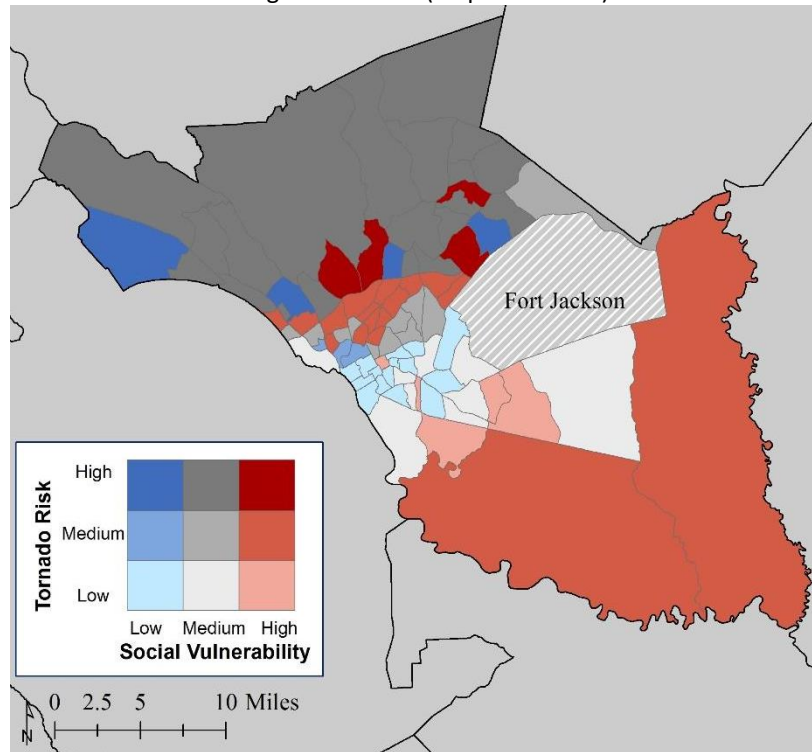 Fort Jackson
Tornado Risk
High
Medium
Low
Low Medium High
Social Vulnerability
0 2.5 5 10 Miles
N